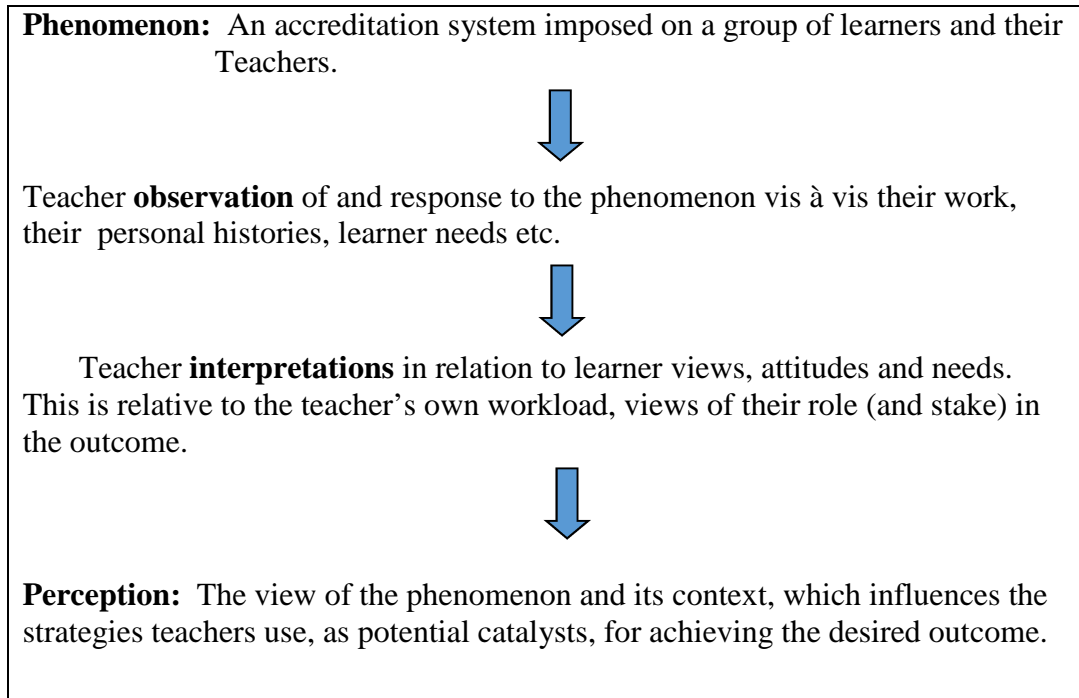 Phenomenon: An accreditation system imposed on a group of learners and their
Teachers.
Teacher observation of and response to the phenomenon vis à vis their work,
their personal histories, learner needs etc.
Teacher interpretations in relation to learner views, attitudes and needs.
This is relative to the teacher’s own workload, views of their role (and stake) in
the outcome.
Perception: The view of the phenomenon and its context, which influences the
strategies teachers use, as potential catalysts, for achieving the desired outcome.